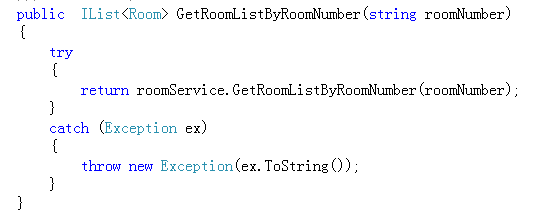 public  IList<Room> GetRoomListByRoomNumber(string roomNumber)
{
    try
    {
        return roomService.GetRoomListByRoomNumber(roomNumber);
    }
    catch (Exception ex)
    {
        throw new Exception(ex.ToString());
    }
}